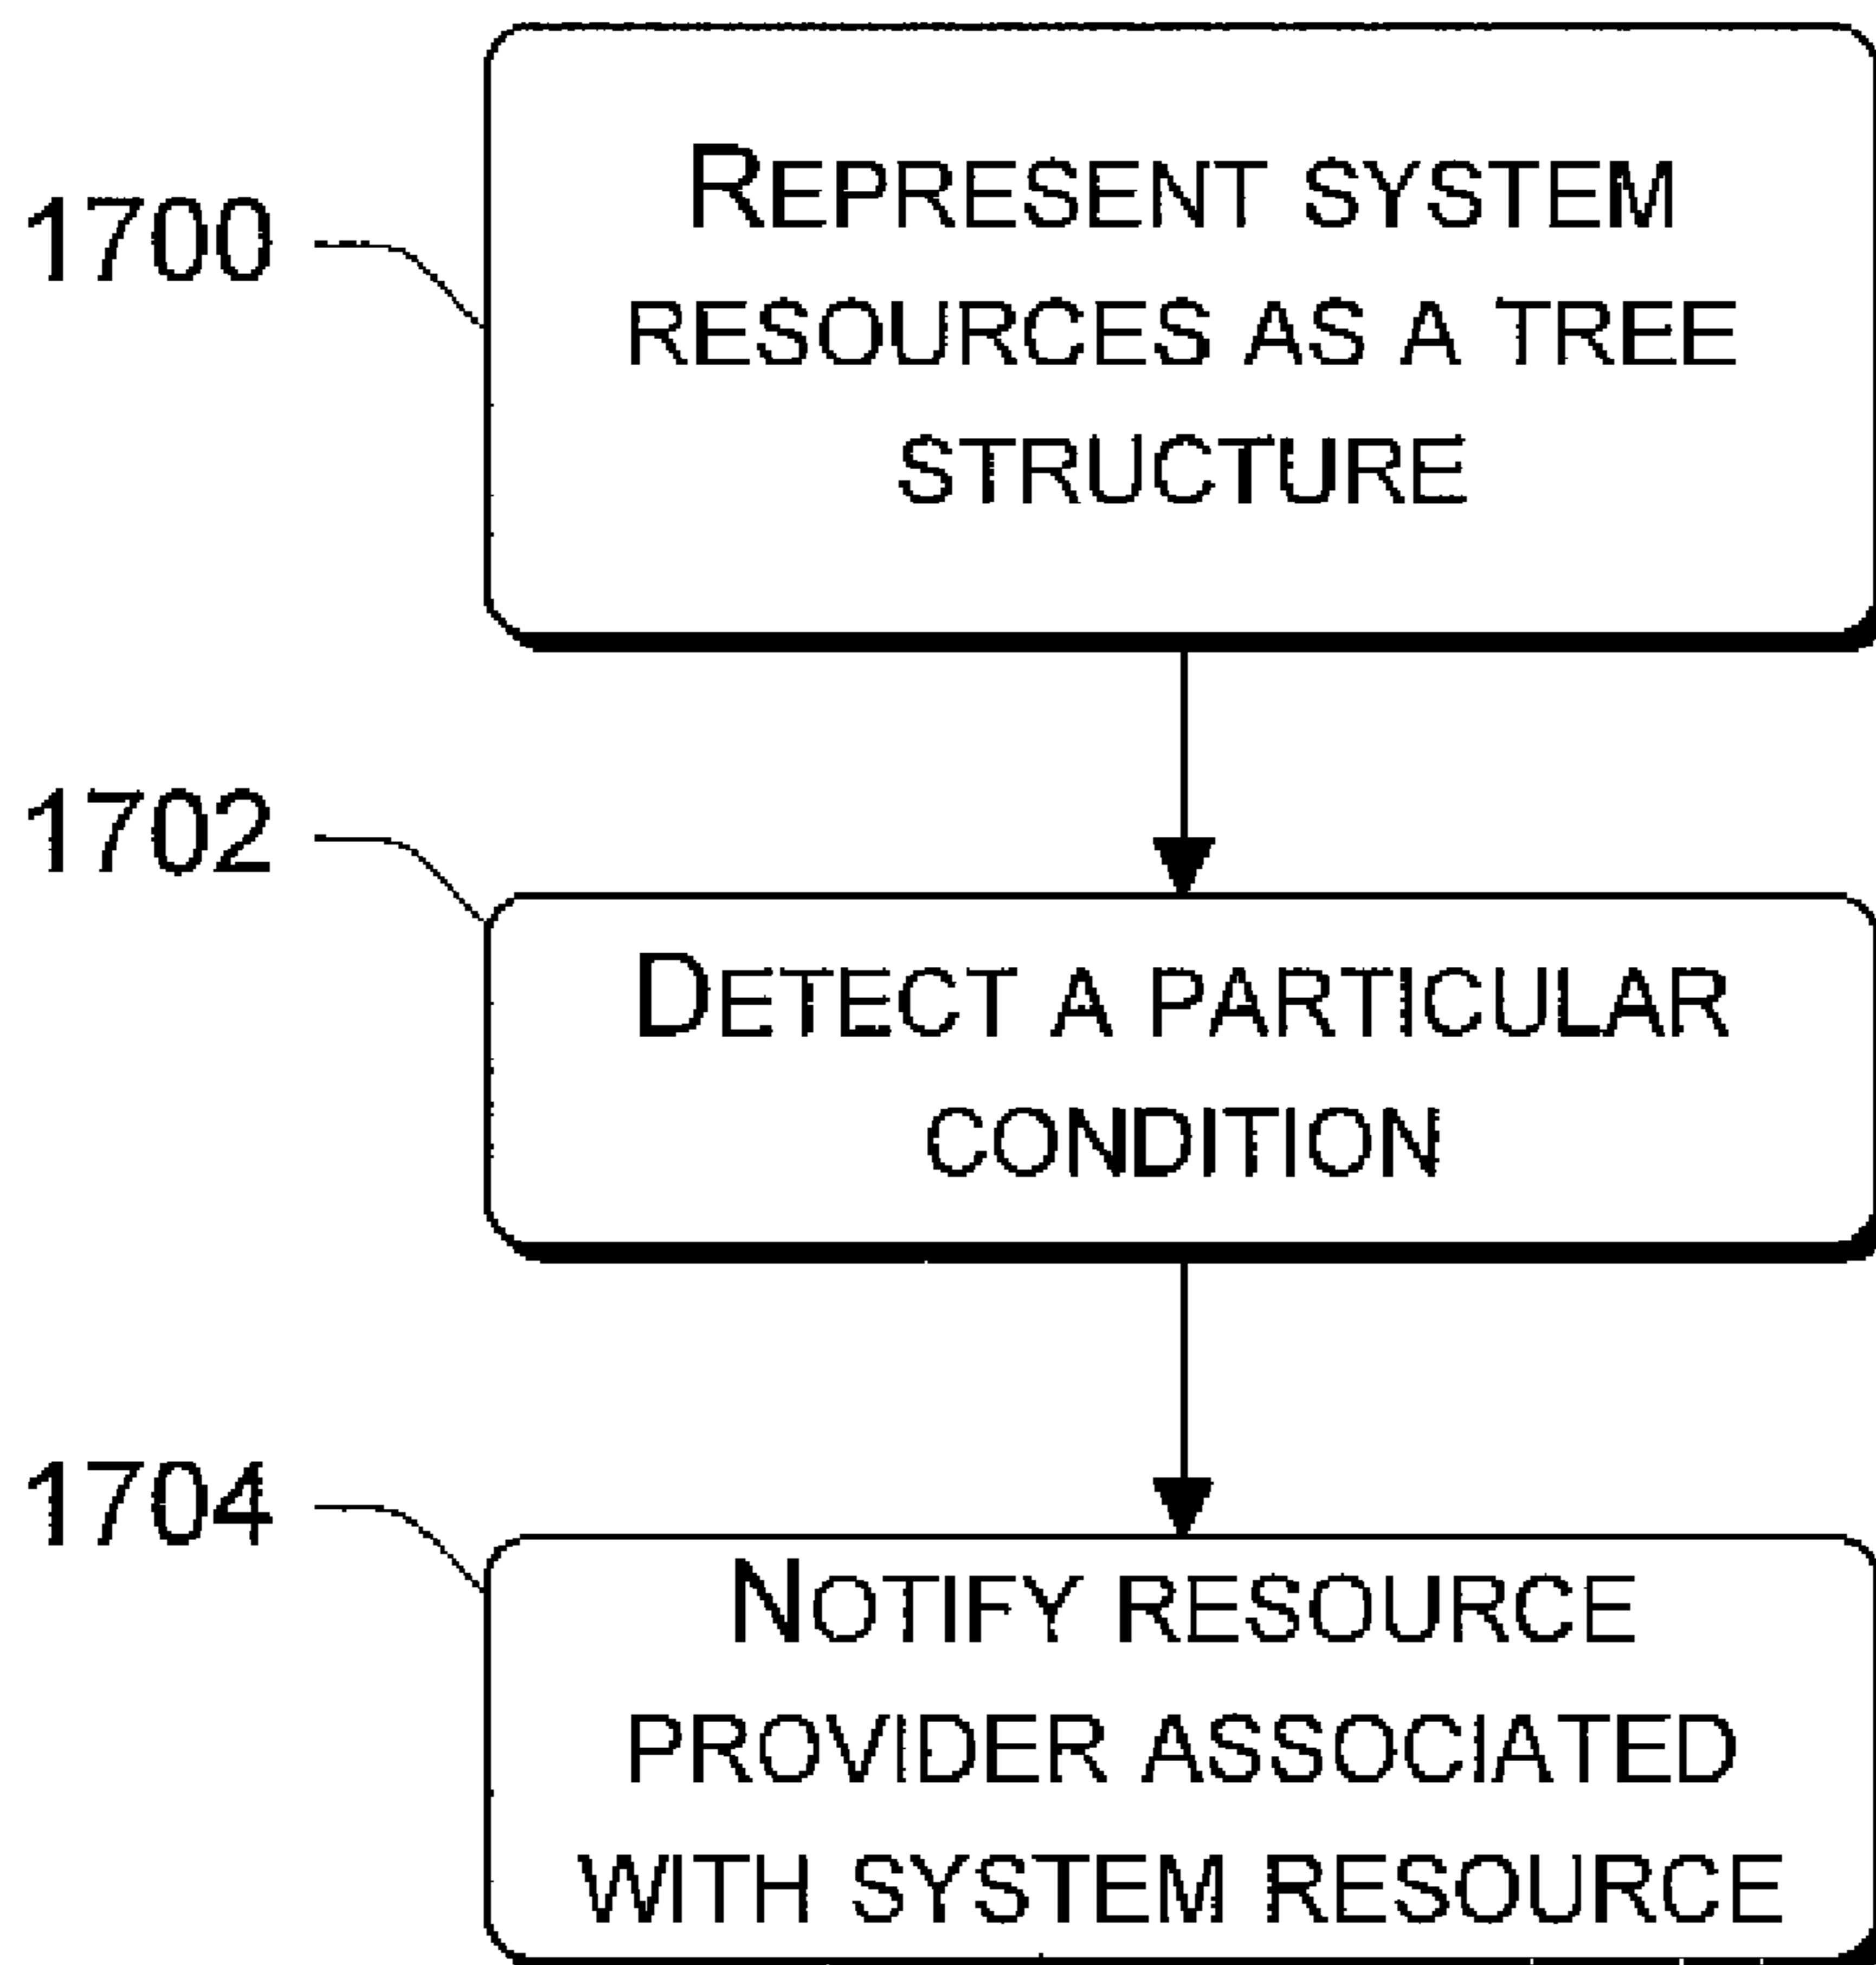 1700
REPRESENT SYSTEM
RESOURCES AS A TREE
STRUCTURE
1702
DETECT A PARTICULAR
CONDITION
1704
NOTIFY RESOURCE
PROVIDER ASSOCIATED
WITH SYSTEM RESOURCE